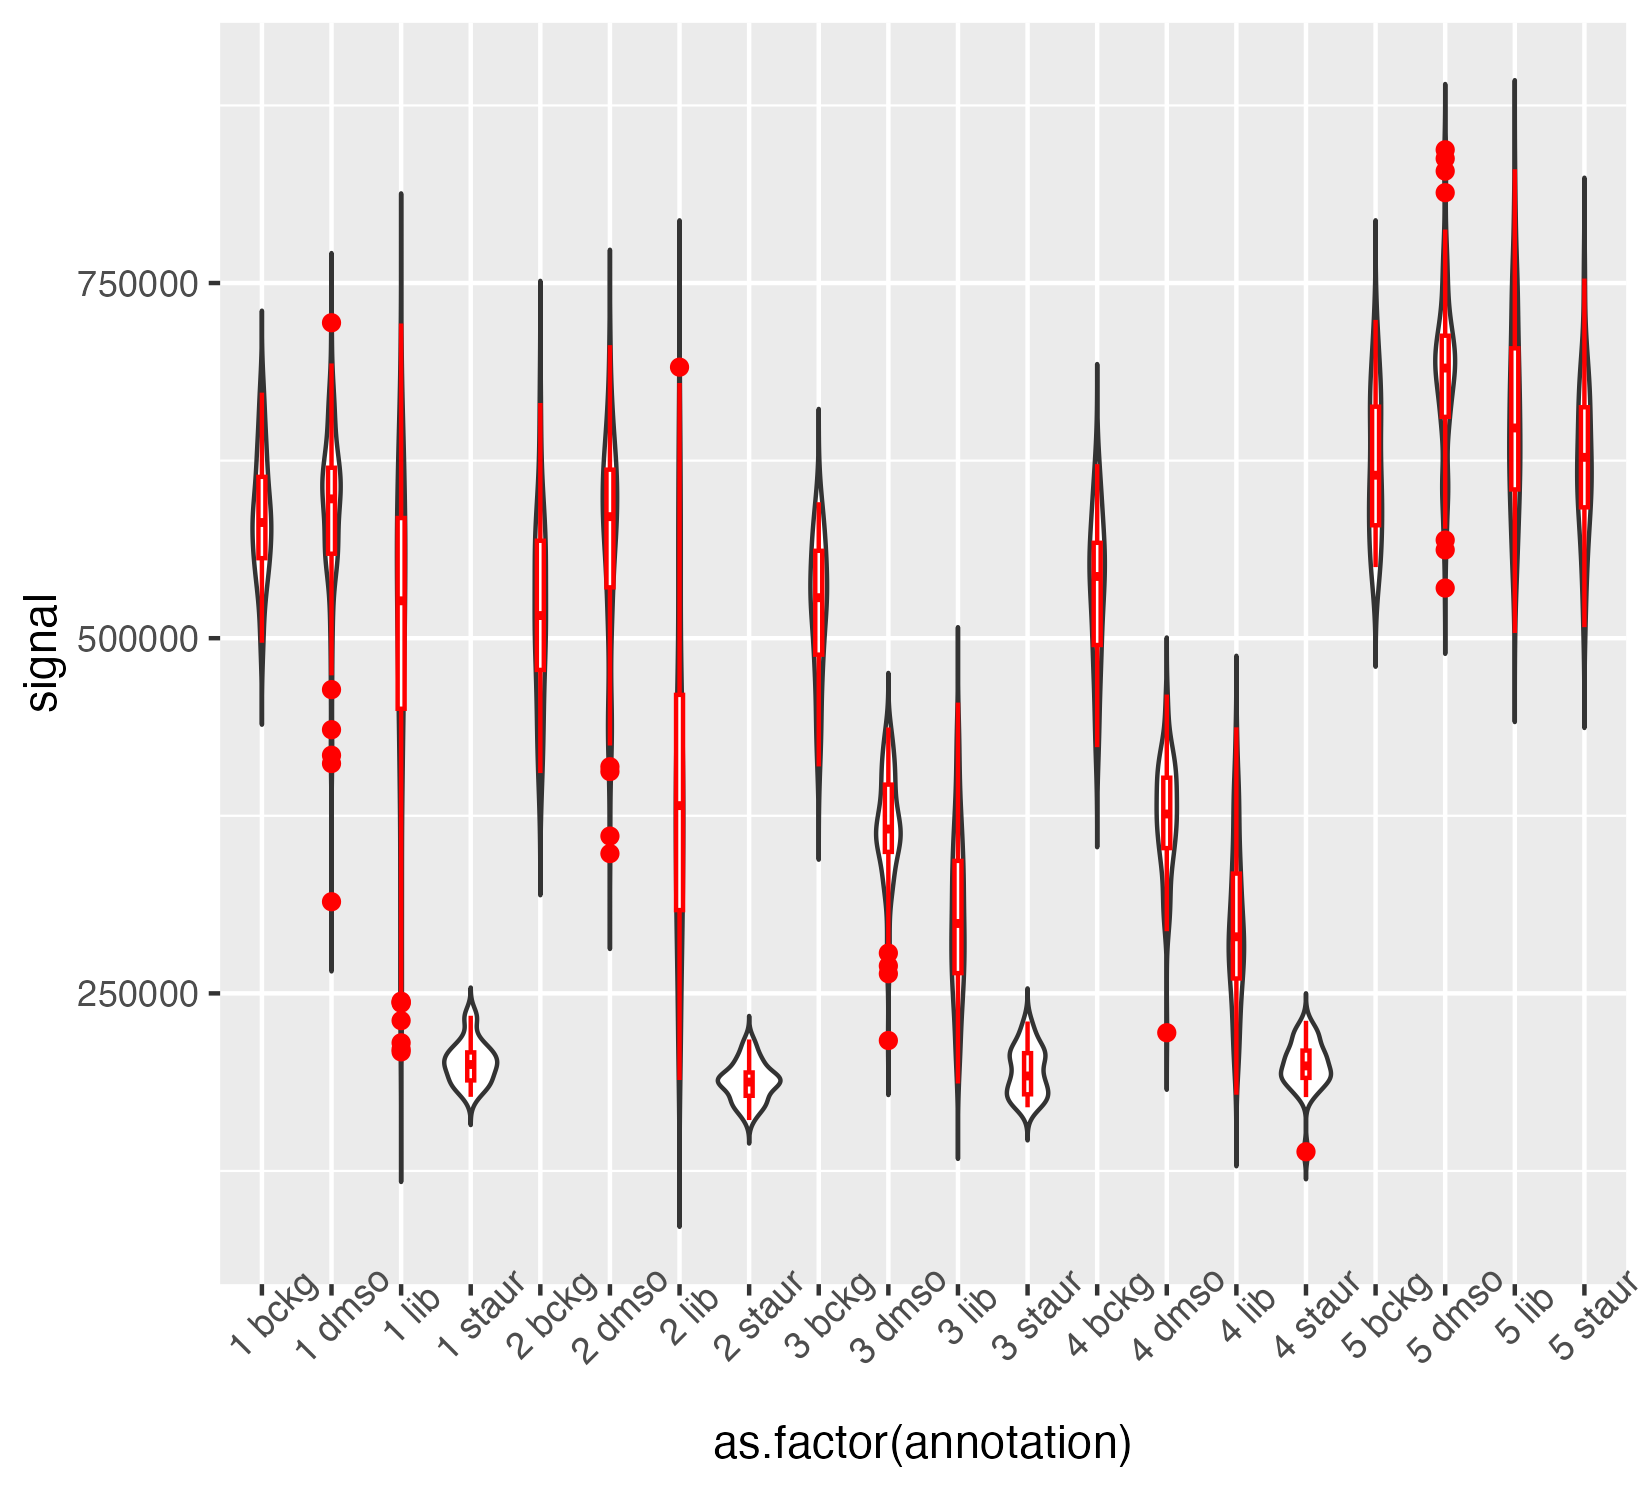 750000
500000
250000
signal
1 bckg
1 dmso
1 lib
1 staur
2 bckg
2 dmso
2 lib
2 staur
3 bckg
3 dmso
3 lib
3 staur
4 bckg
4 dmso
4 lib
4 staur
5 bckg
5 dmso
5 lib
5 staur
as.factor(annotation)